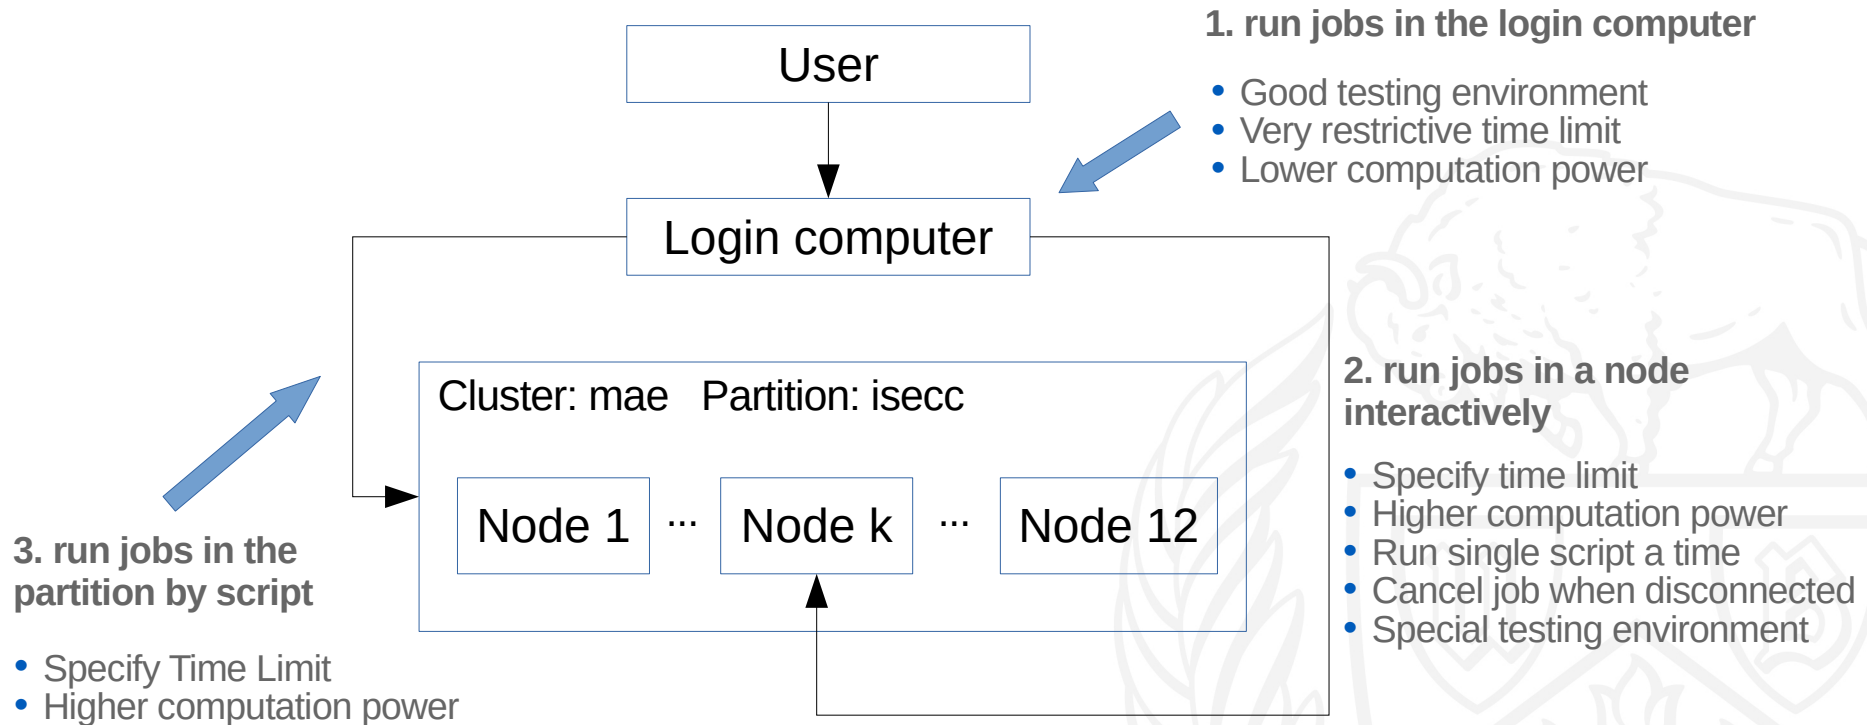 1. run jobs in the login computer
• Good testing environment
• Very restrictive time limit
• Lower computation power
User
Login computer
Cluster: mae   Partition: isecc
Node 1 ... Node k ... Node 12
2. run jobs in a node
interactively
• Specify time limit
• Higher computation power
• Run single script a time
• Cancel job when disconnected
• Special testing environment
3. run jobs in the
partition by script
• Specify Time Limit
• Higher computation power